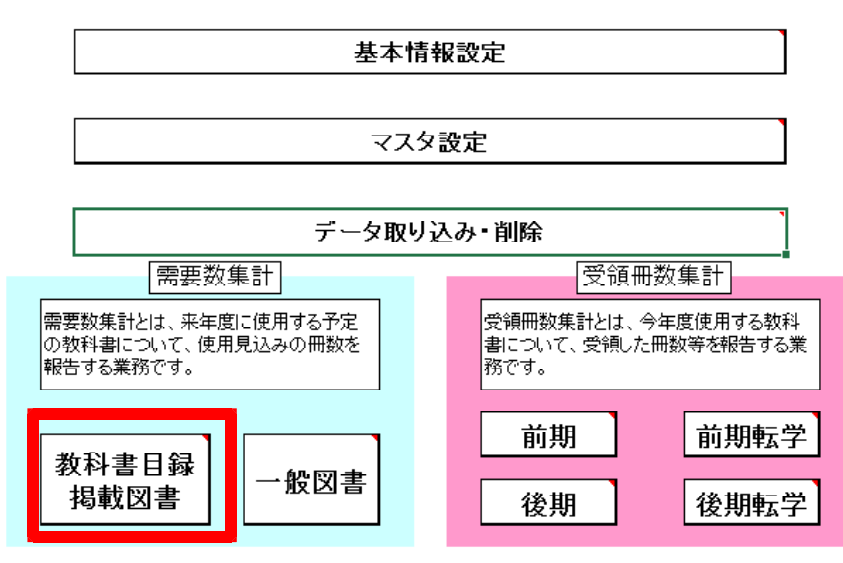 基本情報設定
マスタ設定
データ取り込み・削除
需要数集計
需要数集計とは、来年度に使用する予定
の教科書について、使用見込みの冊数を
報告する業務です。
教科書目録
掲載図書
一般図書
受領冊数集計
受領冊数集計とは、今年度使用する教科
書について、受領した冊数等を報告する業
務です。
前期
前期転学
後期
後期転学